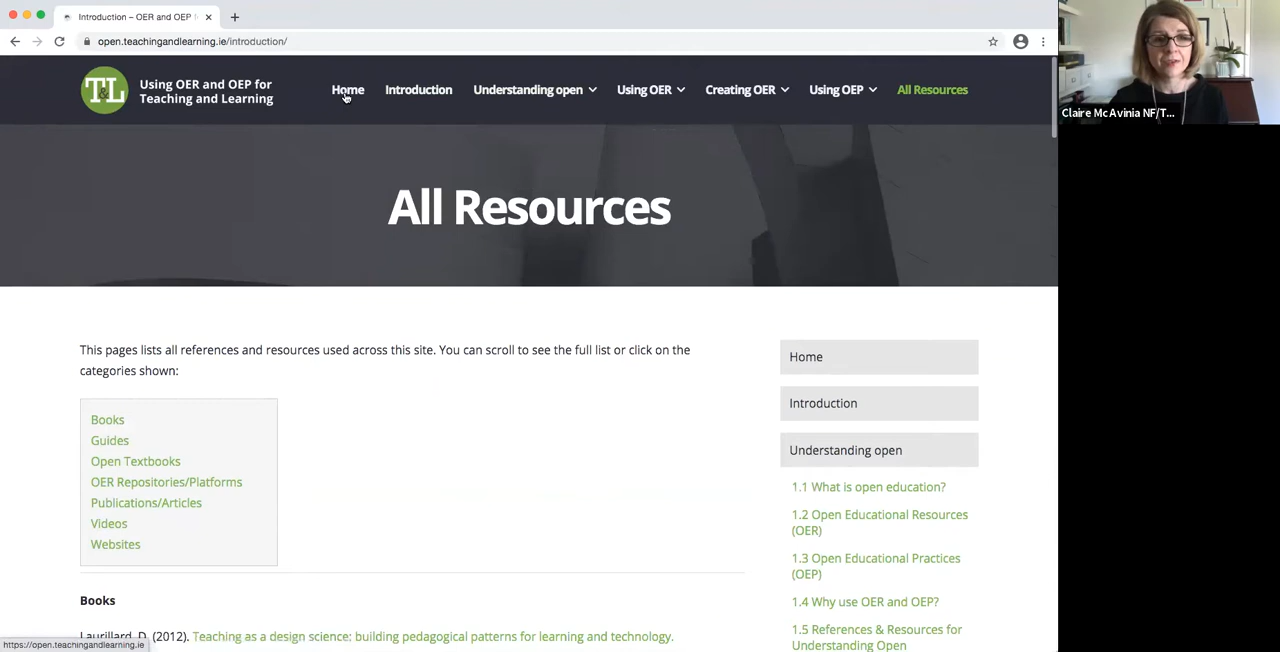 Introduction – OER and OEP
open.teachingandlearning.ie/introduction/
T&L
Using OER and OEP for
Teaching and Learning
Home
Introduction
Understanding open
Using OER
Creating OER
Using OEP
All Resources
Claire Mc Avinia NF/T...
All Resources
This pages lists all references and resources used across this site. You can scroll to see the full list or click on the
categories shown:
Books
Guides
Open Textbooks
OER Repositories/Platforms
Publications/Articles
Videos
Websites
Books
Laurillard, D. (2012). Teaching as a design science: building pedagogical patterns for learning and technology.
Home
Introduction
Understanding open
1.1 What is open education?
1.2 Open Educational Resources
(OER)
1.3 Open Educational Practices
(OEP)
1.4 Why use OER and OEP?
1.5 References & Resources for
Understanding Open
https://open.teachingandlearning.ie